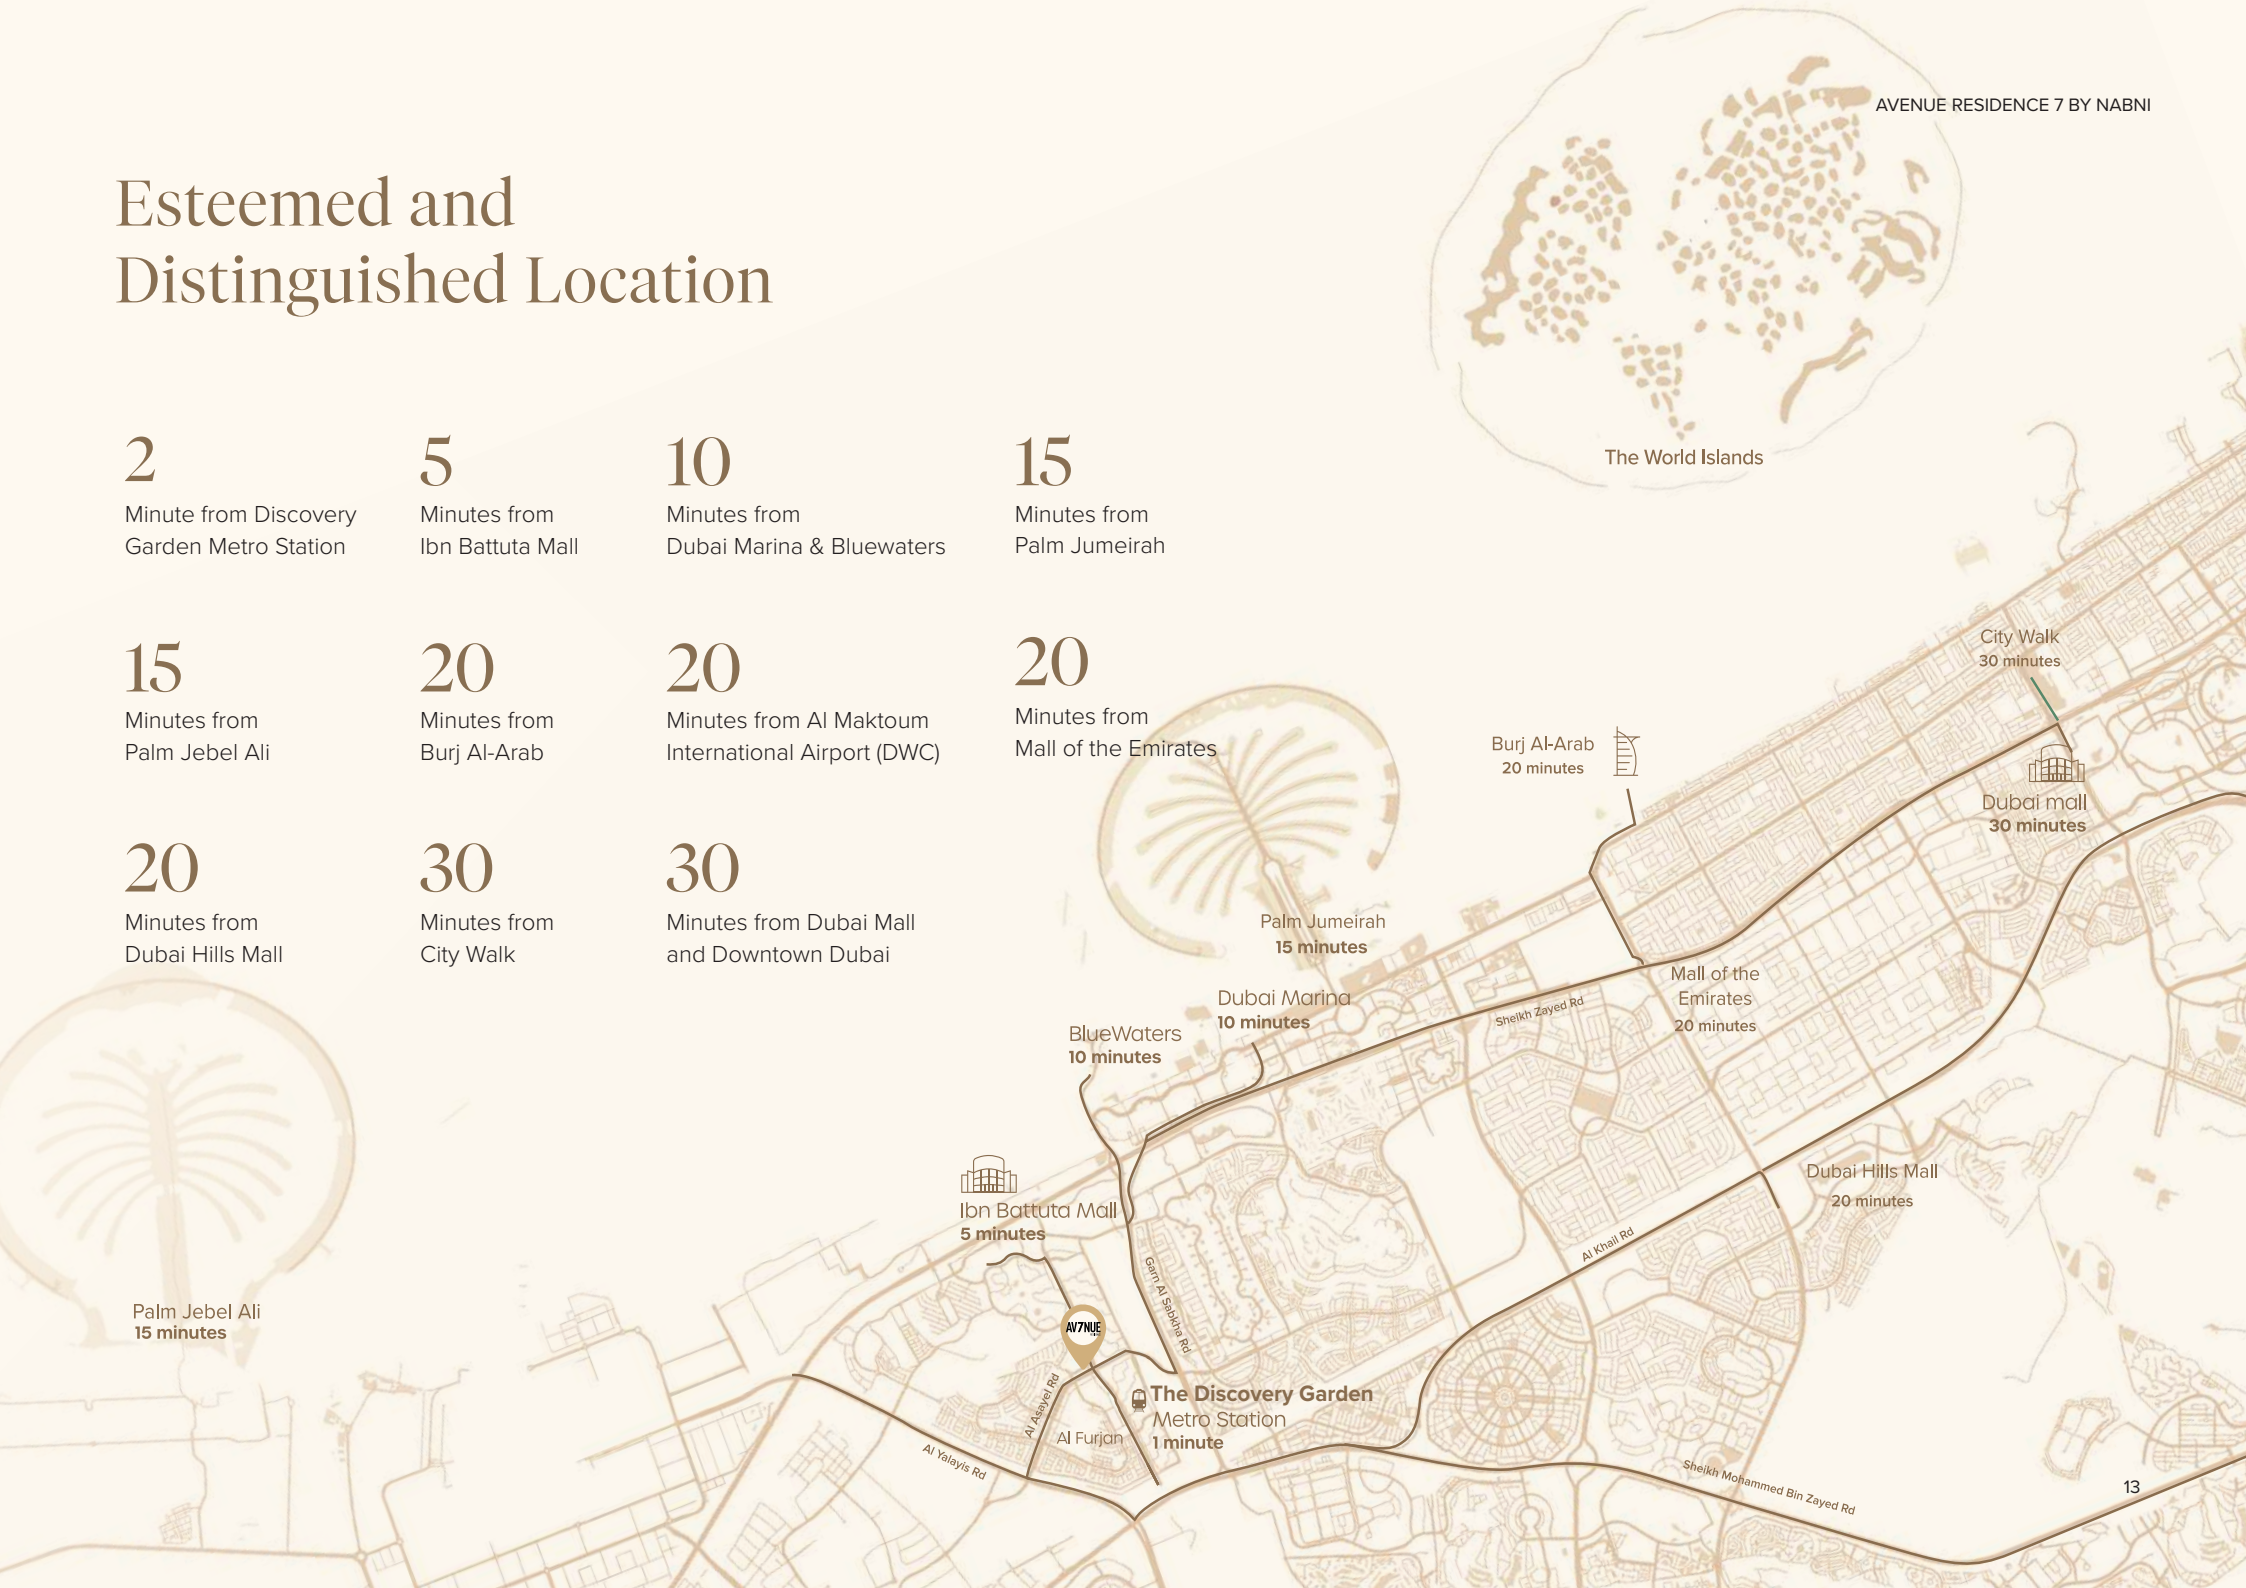 AVENUE RESIDENCE 7 BY NABNI
Esteemed and
Distinguished Location
2
Minute from Discovery
Garden Metro Station
5
Minutes from
Ibn Battuta Mall
10
Minutes from
Dubai Marina & Bluewaters
15
Minutes from
Palm Jumeirah
15
Minutes from
Palm Jebel Ali
20
Minutes from
Burj Al-Arab
20
Minutes from Al Maktoum
International Airport (DWC)
20
Minutes from
Mall of the Emirates
20
Minutes from
Dubai Hills Mall
30
Minutes from
City Walk
30
Minutes from Dubai Mall
and Downtown Dubai
The World Islands
City Walk
30 minutes
Burj Al-Arab
20 minutes
Dubai mall
30 minutes
Palm Jumeirah
15 minutes
Mall of the
Emirates
20 minutes
Sheikh Zayed Rd
Dubai Marina
10 minutes
BlueWaters
10 minutes
Dubai Hills Mall
20 minutes
Ibn Battuta Mall
5 minutes
Al Khail Rd
Garn Al Sabkha Rd
Palm Jebel Ali
15 minutes
AV7NUE
The Discovery Garden
Metro Station
1 minute
Al Asayel Rd
Al Furjan
Al Yalayis Rd
Sheikh Mohammed Bin Zayed Rd
13